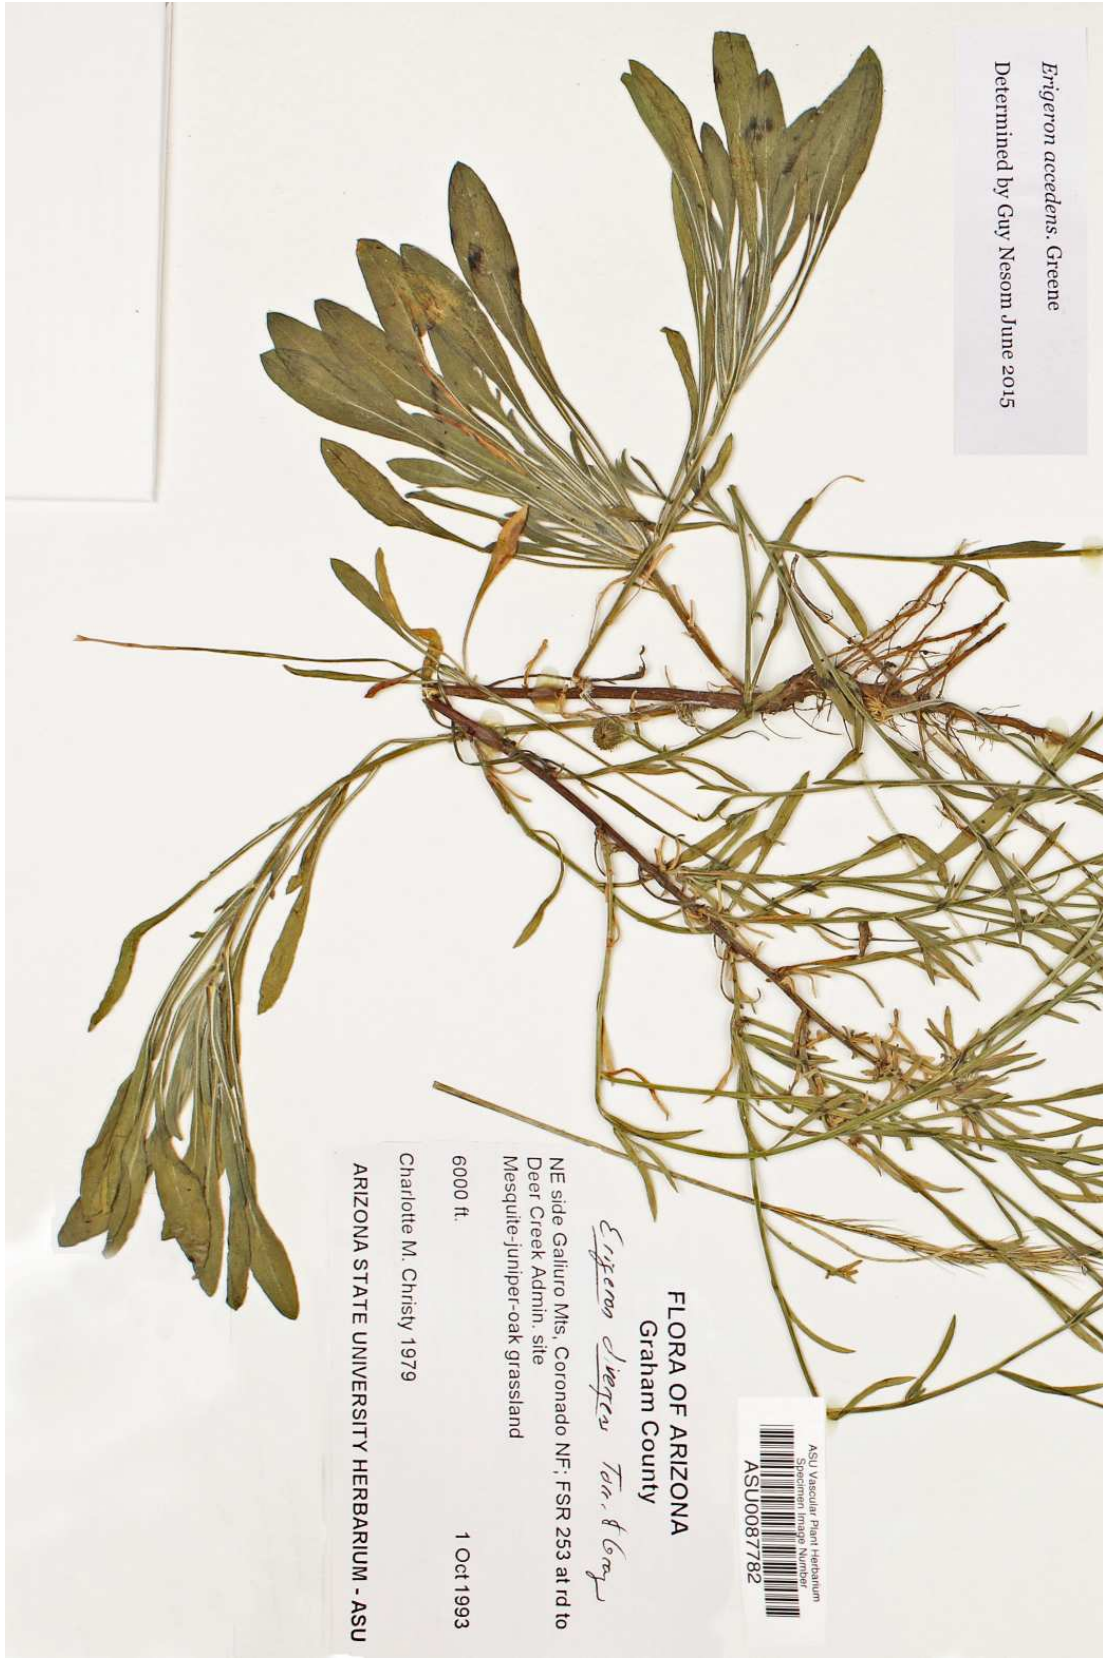 Erigeron accedens. Greene
Determined by Guy Nesom June 2015
ASU Vascular Plant Herbarium
Specimen Image Number
ASU0087782
FLORA OF ARIZONA
Graham County
Erigeron divergens Torr. & Gray
NE side Galiuro Mts, Coronado NF; FSR 253 at rd to
Deer Creek Admin. site
Mesquite-juniper-oak grassland
6000 ft. 1 Oct 1993
Charlotte M. Christy 1979
ARIZONA STATE UNIVERSITY HERBARIUM - ASU